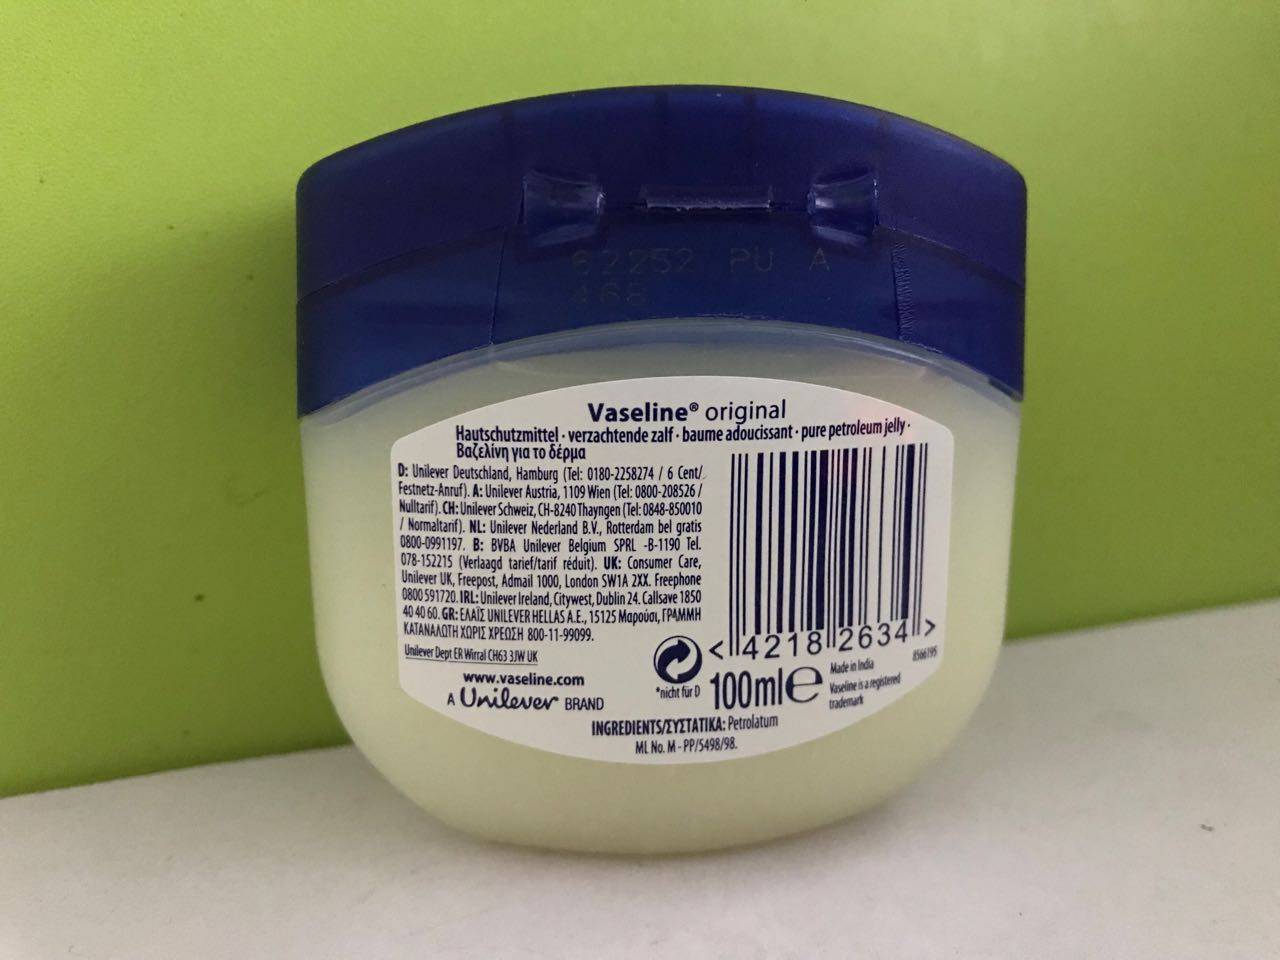 62252 PU A
468
Vaseline® original
Hautschutzmittel · verzachtende zalf · baume adoucissant · pure petroleum jelly ·
Βαζελίνη για το δέρμα
D: Unilever Deutschland, Hamburg (Tel: 0180-2258274 / 6 Cent/
Festnetz-Anruf). A: Unilever Austria, 1109 Wien (Tel: 0800-208526 /
Nulltarif). CH: Unilever Schweiz, CH-8240 Thayngen (Tel: 0848-850010
/ Normaltarif). NL: Unilever Nederland B.V., Rotterdam bel gratis
0800-0991197. B: BVBA Unilever Belgium SPRL -B-1190 Tel.
078-152215 (Verlaagd tarief/tarif réduit). UK: Consumer Care,
Unilever UK, Freepost, Admail 1000, London SW1A 2XX. Freephone
0800 591720. IRL: Unilever Ireland, Citywest, Dublin 24. Callsave 1850
40 40 60. GR: ΕΛΑΪΣ UNILEVER HELLAS A.E., 15125 Μαρούσι, ΓΡΑΜΜΗ
ΚΑΤΑΝΑΛΩΤΗ ΧΩΡΙΣ ΧΡΕΩΣΗ 800-11-99099.
Unilever Dept ER Wirral CH63 3JW UK
www.vaseline.com
A Unilever BRAND
*nicht für D
< 4218 2634 >
8566195
100ml e
Made in India
Vaseline is a registered
trademark
INGREDIENTS/ΣΥΣΤΑΤΙΚΑ: Petrolatum
ML No. M - PP/5498/98.